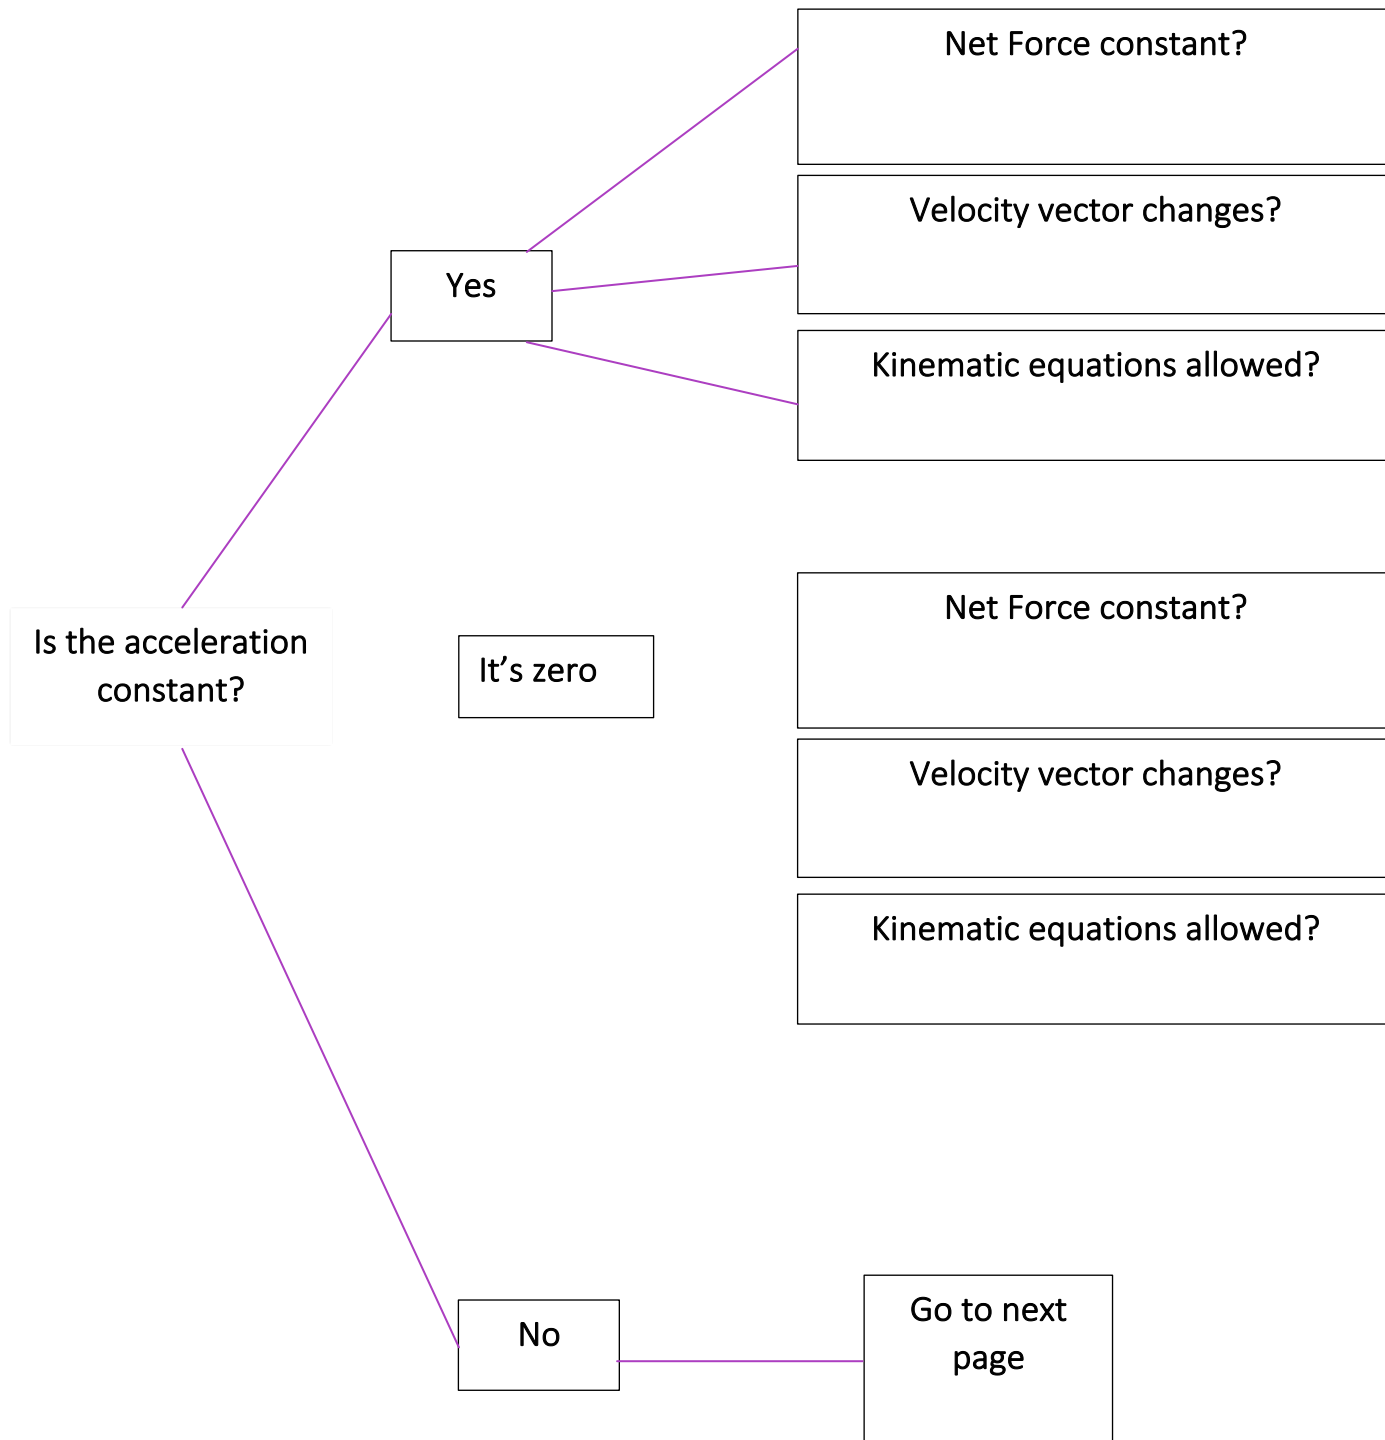 Net Force constant?
Velocity vector changes?
Yes
Kinematic equations allowed?
Net Force constant?
Is the acceleration
constant?
It’s zero
Velocity vector changes?
Kinematic equations allowed?
No
Go to next
page